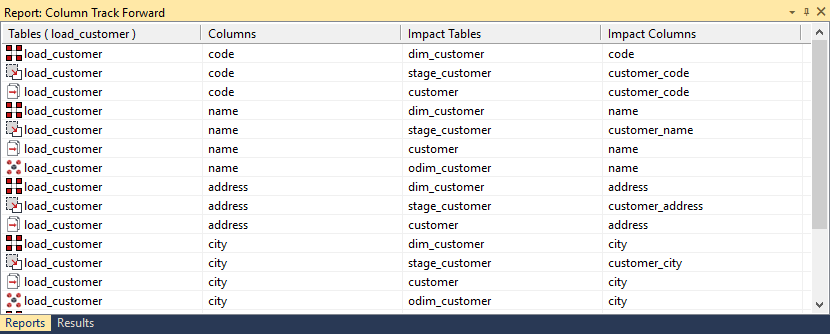 Report: Column Track Forward
Tables ( load_customer ) Columns Impact Tables Impact Columns
load_customer code dim_customer code
load_customer code stage_customer customer_code
load_customer code customer customer_code
load_customer name dim_customer name
load_customer name stage_customer customer_name
load_customer name customer name
load_customer name odim_customer name
load_customer address dim_customer address
load_customer address stage_customer customer_address
load_customer address customer address
load_customer city dim_customer city
load_customer city stage_customer customer_city
load_customer city customer city
load_customer city odim_customer city
Reports Results